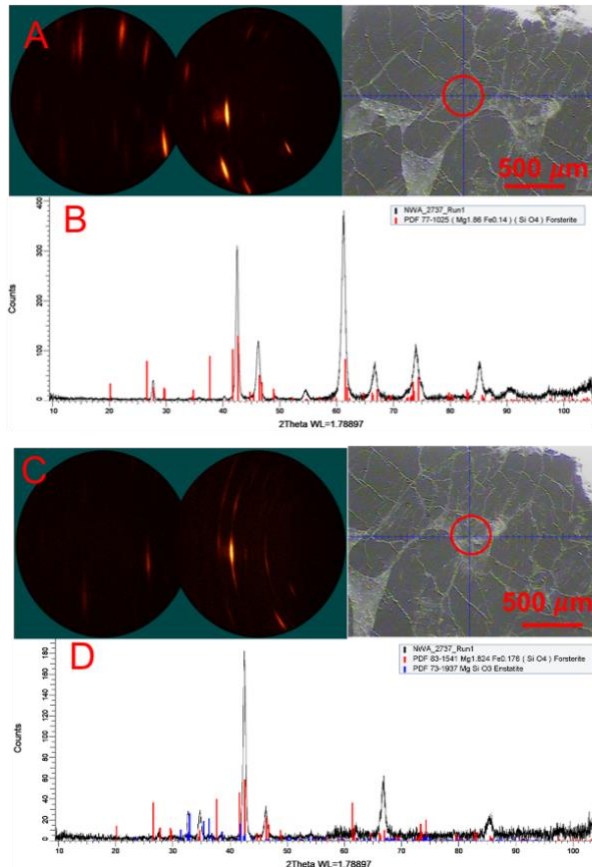 A
500 μm
B
NWA_2737_Run1
PDF 77-1025 ( Mg1.86 Fe0.14 ) ( Si O4 ) Forsterite
Counts
400
300
200
100
0
10 20 30 40 50 60 70 80 90 100
2Theta WL=1.78897
C
500 μm
D
NWA_2737_Run1
PDF 83-1541 Mg1.824 Fe0.176 ( Si O4 ) Forsterite
PDF 73-1937 Mg Si O3 Enstatite
Counts
180
160
140
120
100
80
60
40
20
0
10 20 30 40 50 60 70 80 90 100
2Theta WL=1.78897